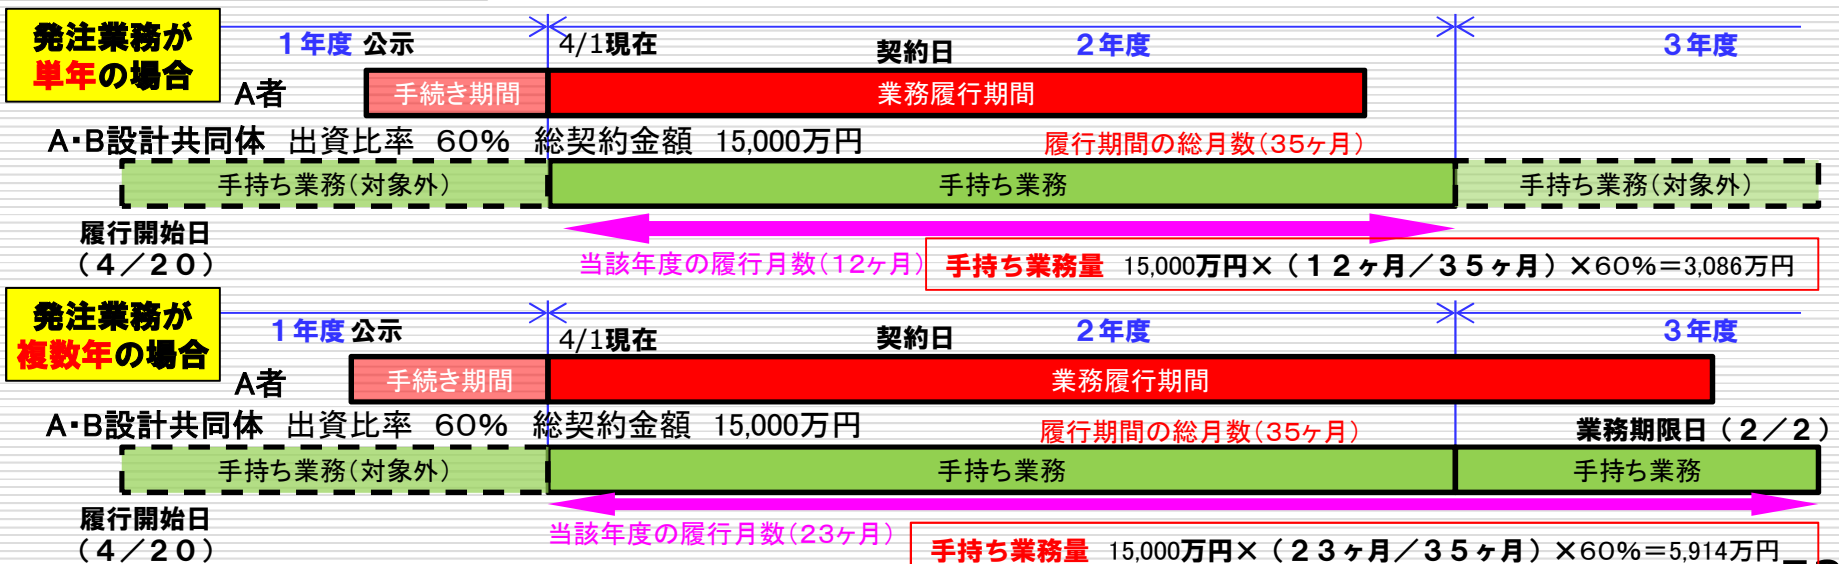 発注業務が
単年の場合
1年度 公示
4/1現在
契約日
2年度
3年度
A者
手続き期間
業務履行期間
A・B設計共同体 出資比率 60% 総契約金額 15,000万円
履行期間の総月数(35ヶ月)
手持ち業務(対象外)
手持ち業務
手持ち業務(対象外)
履行開始日
(4/20)
当該年度の履行月数(12ヶ月)
手持ち業務量 15,000万円×(12ヶ月/35ヶ月)×60%=3,086万円
発注業務が
複数年の場合
1年度 公示
4/1現在
契約日
2年度
3年度
A者
手続き期間
業務履行期間
A・B設計共同体 出資比率 60% 総契約金額 15,000万円
履行期間の総月数(35ヶ月)
業務期限日(2/2)
手持ち業務(対象外)
手持ち業務
手持ち業務
履行開始日
(4/20)
当該年度の履行月数(23ヶ月)
手持ち業務量 15,000万円×(23ヶ月/35ヶ月)×60%=5,914万円